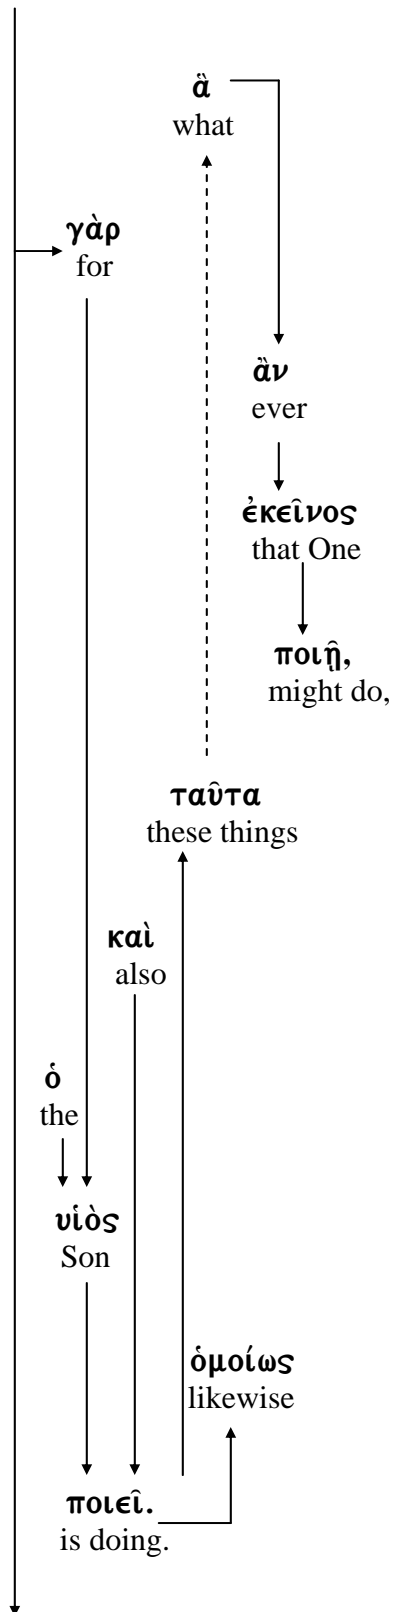 ἃ
what
γὰρ
for
ἂν
ever
ἐκεῖνος
that One
ποιῇ,
might do,
ταῦτα
these things
καὶ
also
ὁ
the
υἱὸς
Son
ὁμοίως
likewise
ποιεῖ.
is doing.